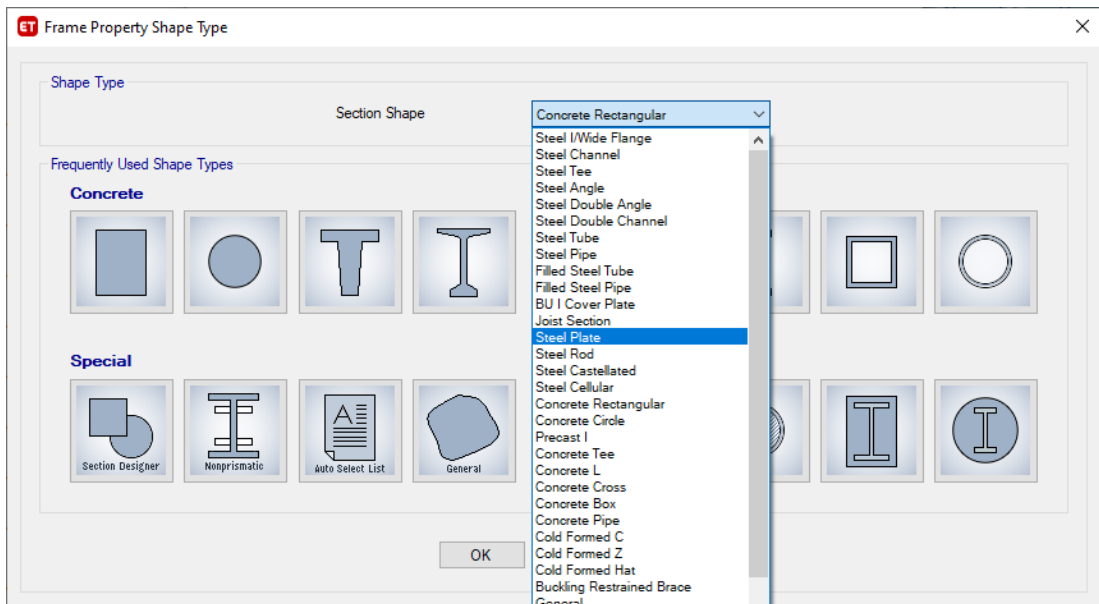 ET Frame Property Shape Type
Shape Type
Section Shape
Concrete Rectangular
Steel I/Wide Flange
Steel Channel
Steel Tee
Steel Angle
Steel Double Angle
Steel Double Channel
Steel Tube
Steel Pipe
Filled Steel Tube
Filled Steel Pipe
BU I Cover Plate
Joist Section
Steel Plate
Steel Rod
Steel Castellated
Steel Cellular
Concrete Rectangular
Concrete Circle
Precast I
Concrete Tee
Concrete L
Concrete Cross
Concrete Box
Concrete Pipe
Cold Formed C
Cold Formed Z
Cold Formed Hat
Buckling Restrained Brace
General
Frequently Used Shape Types
Concrete
Special
Section Designer
Nonprismatic
A
Auto Select List
General
OK